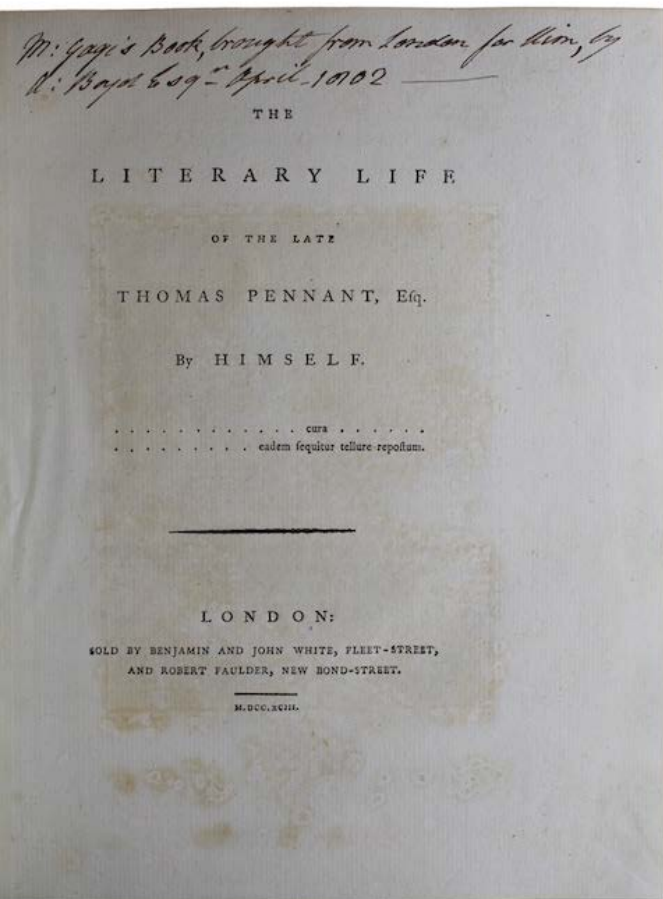 Mr: Gage's Book, brought from London for Him, by
A: Boyd Esqr. April 1802
THE
LITERARY LIFE
OF THE LATE
THOMAS PENNANT, Eſq.
By HIMSELF.
. . . . . . . . . . . . cura . . . . . .
. . . . . . . . . eadem ſequitur tellure repoſtum.
LONDON:
SOLD BY BENJAMIN AND JOHN WHITE, FLEET-STREET,
AND ROBERT FAULDER, NEW BOND-STREET.
M.DCC.XCIII.